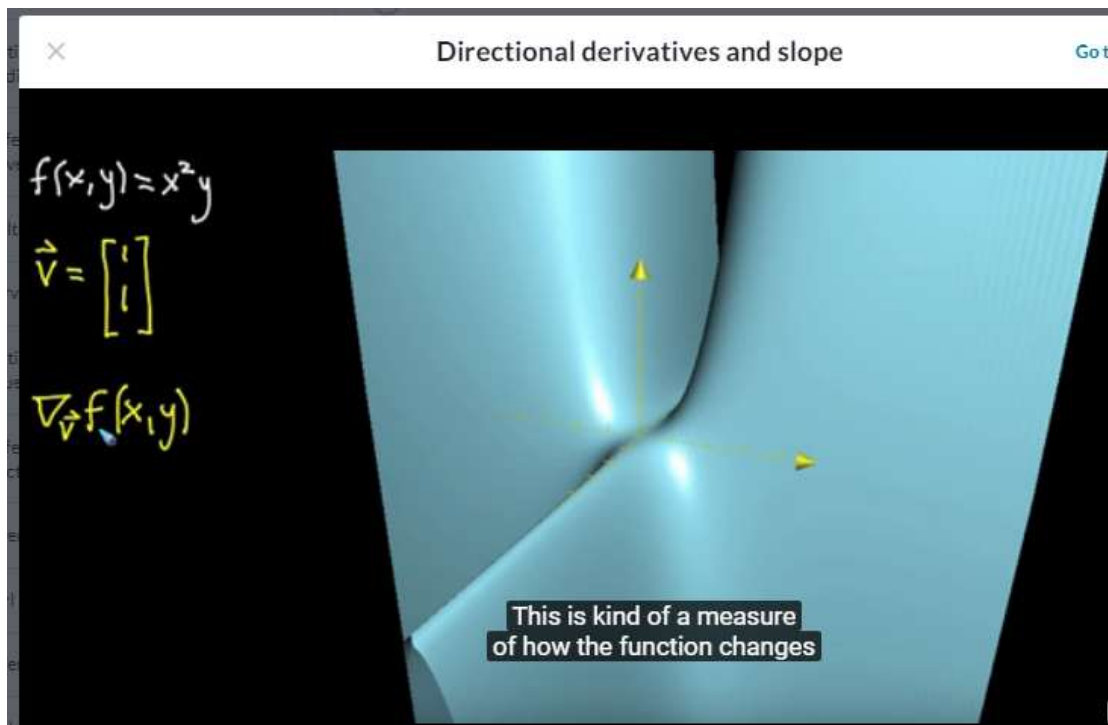 Directional derivatives and slope
Go t
f(x,y)=x²y
v⃗ = [1
1]
∇v⃗ f(x,y)
This is kind of a measure
of how the function changes